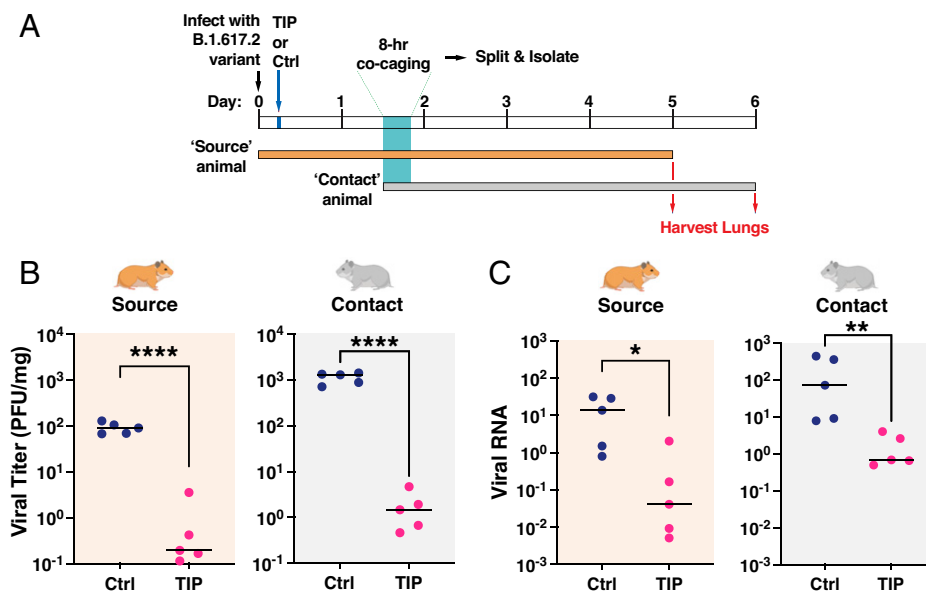 A
Infect with
B.1.617.2
variant
TIP
or
Ctrl
8-hr
co-caging
Split & Isolate
Day:
0 1 2 3 4 5 6
'Source'
animal
'Contact'
animal
Harvest Lungs
B
Source
Contact
Viral Titer (PFU/mg)
10⁴
10³
10²
10¹
10⁰
10⁻¹
****
Ctrl TIP
10⁴
10³
10²
10¹
10⁰
10⁻¹
****
Ctrl TIP
C
Source
Contact
Viral RNA
10³
10²
10¹
10⁰
10⁻¹
10⁻²
10⁻³
*
Ctrl TIP
10³
10²
10¹
10⁰
10⁻¹
10⁻²
10⁻³
**
Ctrl TIP